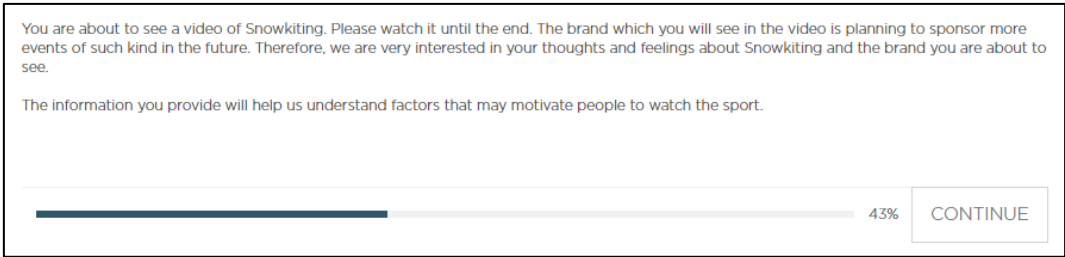 You are about to see a video of Snowkiting. Please watch it until the end. The brand which you will see in the video is planning to sponsor more
events of such kind in the future. Therefore, we are very interested in your thoughts and feelings about Snowkiting and the brand you are about to
see.
The information you provide will help us understand factors that may motivate people to watch the sport.
43%
CONTINUE